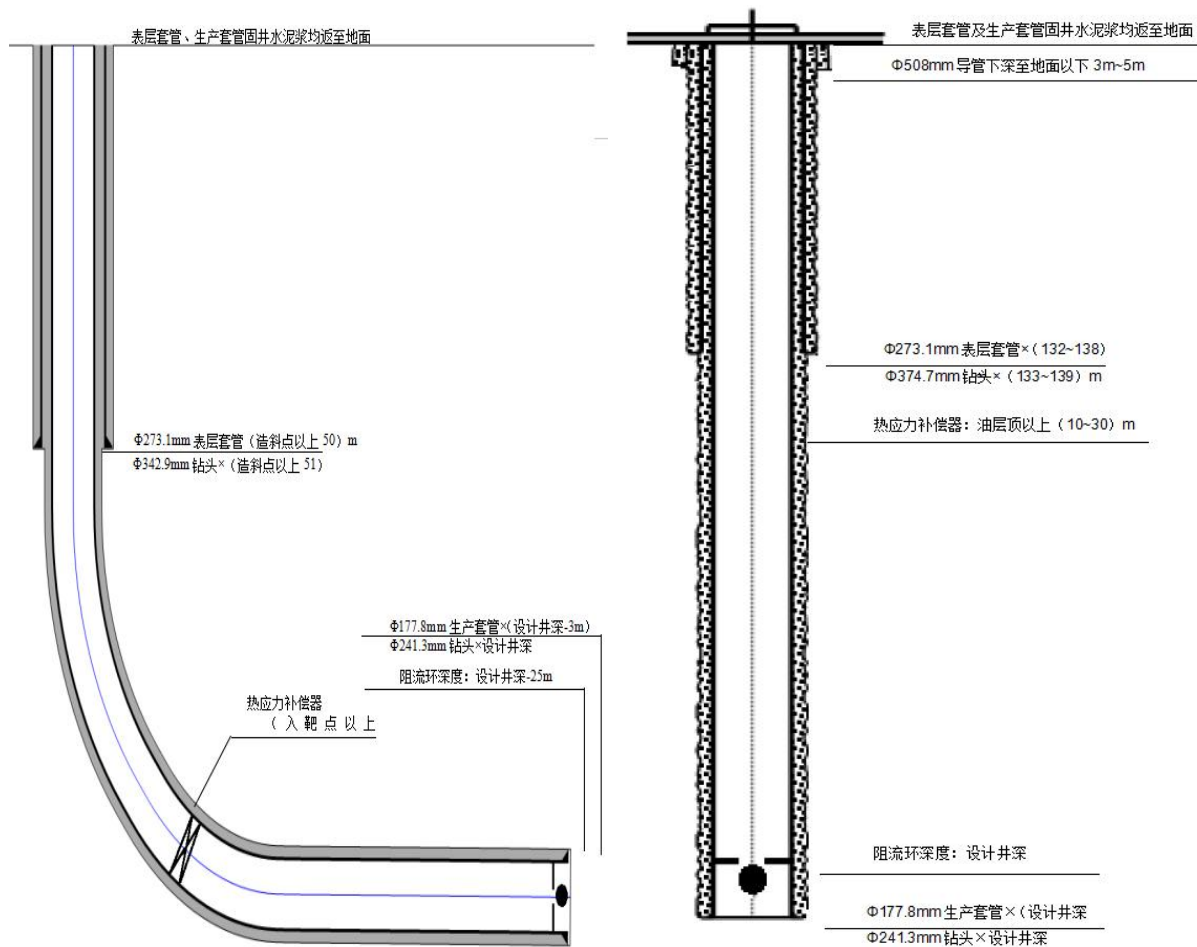 表层套管、生产套管固井水泥浆均返至地面
Φ273.1mm 表层套管 (造斜点以上 50) m
Φ342.9mm 钻头× (造斜点以上 51)
Φ177.8mm 生产套管×(设计井深-3m)
Φ241.3mm 钻头×设计井深
阻流环深度：设计井深-25m
热应力补偿器
( 入 靶 点 以 上
表层套管及生产套管固井水泥浆均返至地面
Φ508mm 导管下深至地面以下 3m~5m
Φ273.1mm 表层套管×（132~138）
Φ374.7mm 钻头×（133~139）m
热应力补偿器：油层顶以上（10~30）m
阻流环深度：设计井深
Φ177.8mm 生产套管×（设计井深
Φ241.3mm 钻头×设计井深